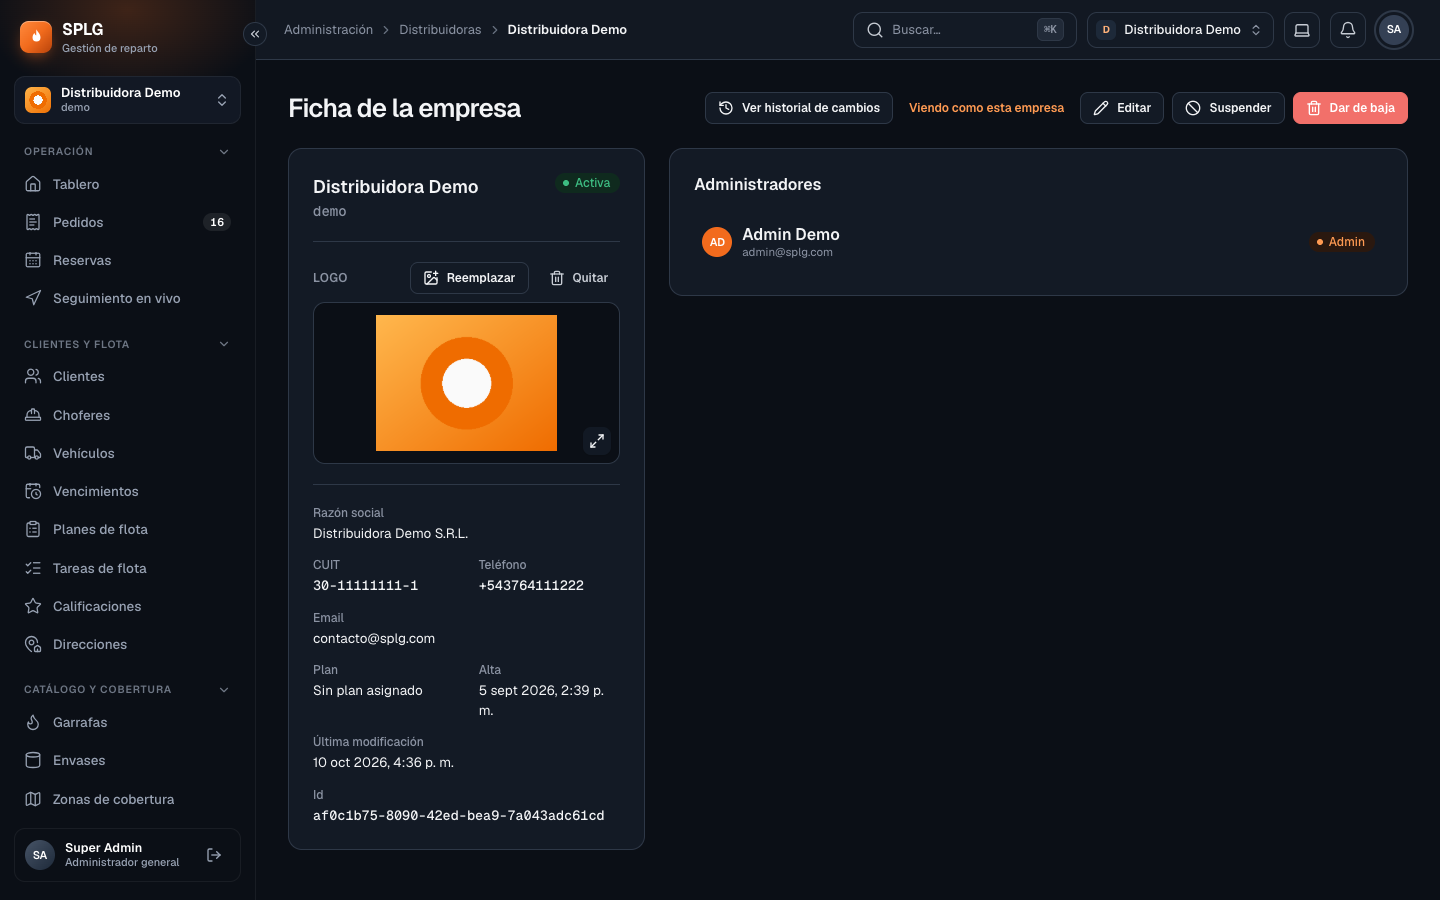 SPLG
Gestión de reparto
Distribuidora Demo
demo
OPERACIÓN
Tablero
Pedidos
16
Reservas
Seguimiento en vivo
CLIENTES Y FLOTA
Clientes
Choferes
Vehículos
Vencimientos
Planes de flota
Tareas de flota
Calificaciones
Direcciones
CATÁLOGO Y COBERTURA
Garrafas
Envases
Zonas de cobertura
SA
Super Admin
Administrador general
Administración
Distribuidoras
Distribuidora Demo
Buscar...
⌘K
D
Distribuidora Demo
SA
Ficha de la empresa
Ver historial de cambios
Viendo como esta empresa
Editar
Suspender
Dar de baja
Distribuidora Demo
Activa
demo
LOGO
Reemplazar
Quitar
Razón social
Distribuidora Demo S.R.L.
CUIT
30-11111111-1
Teléfono
+543764111222
Email
contacto@splg.com
Plan
Sin plan asignado
Alta
5 sept 2026, 2:39 p.
m.
Última modificación
10 oct 2026, 4:36 p. m.
Id
af0c1b75-8090-42ed-bea9-7a043adc61cd
Administradores
AD
Admin Demo
admin@splg.com
Admin